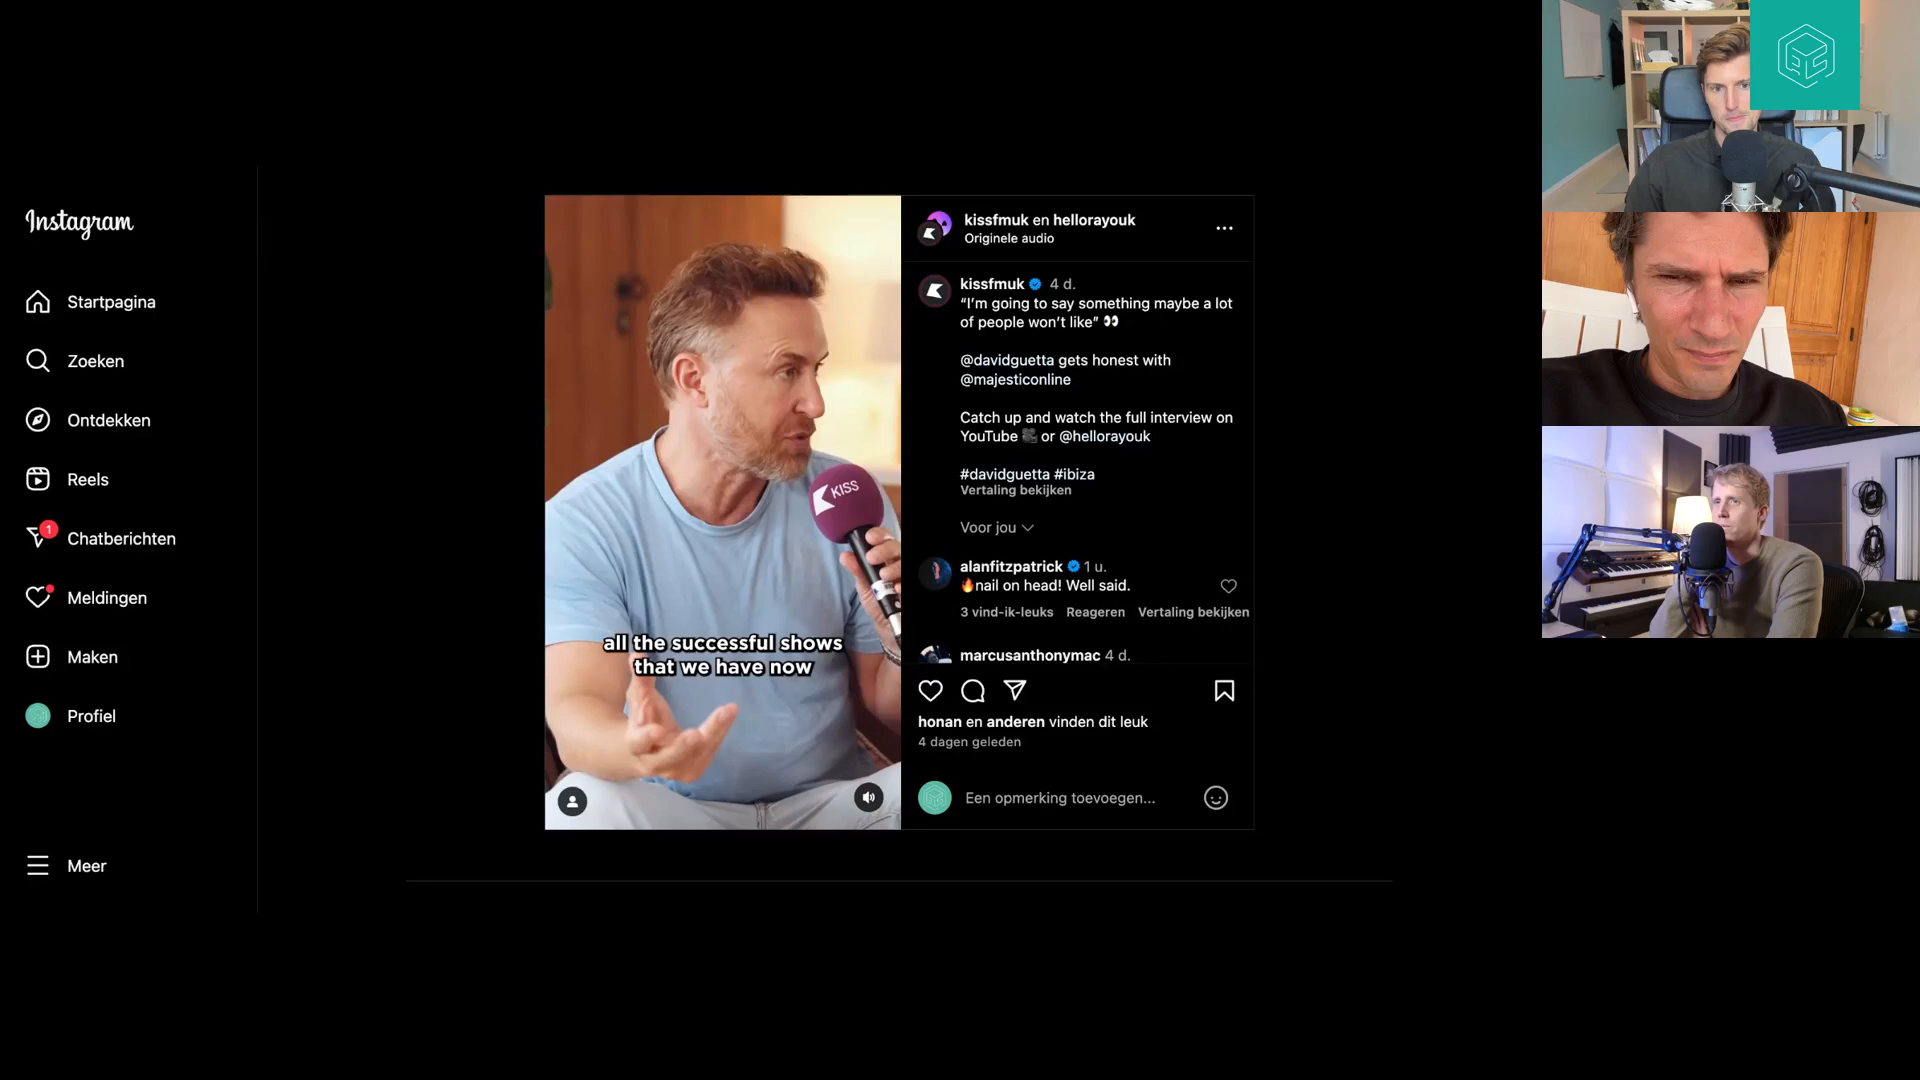 Instagram
Startpagina
Zoeken
Ontdekken
Reels
1
Chatberichten
Meldingen
Maken
Profiel
Meer
KISS
all the successful shows
that we have now
kissfmuk en hellorayouk
Originele audio
kissfmuk 4 d.
“I’m going to say something maybe a lot
of people won’t like” 👀
@davidguetta gets honest with
@majesticonline
Catch up and watch the full interview on
YouTube 🎥 or @hellorayouk
#davidguetta #ibiza
Vertaling bekijken
Voor jou
alanfitzpatrick 1 u.
🔥nail on head! Well said.
3 vind-ik-leuks Reageren Vertaling bekijken
marcusanthonymac 4 d.
honan en anderen vinden dit leuk
4 dagen geleden
Een opmerking toevoegen...